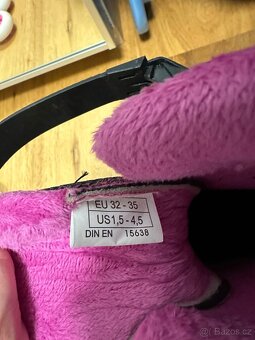 EU 32 - 35
US1,5 - 4,5
DIN EN 15638
Bazos.cz